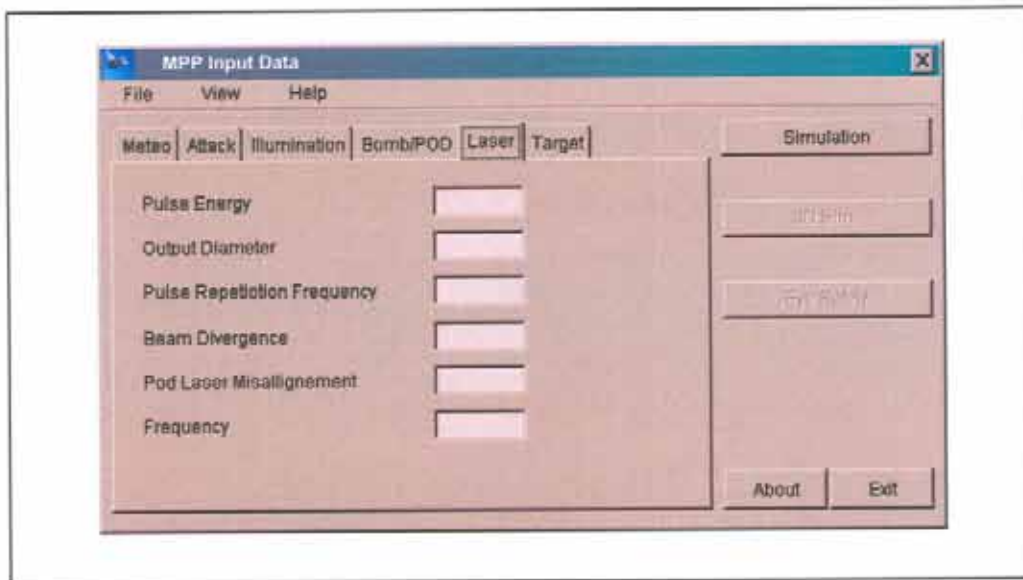 MPP Input Data
File View Help
Meteo Attack Illumination Bomb/POD Laser Target
Simulation
Pulse Energy
Output Diameter
Pulse Repetiotion Frequency
Beam Divergence
Pod Laser Misallignement
Frequency
About Exit